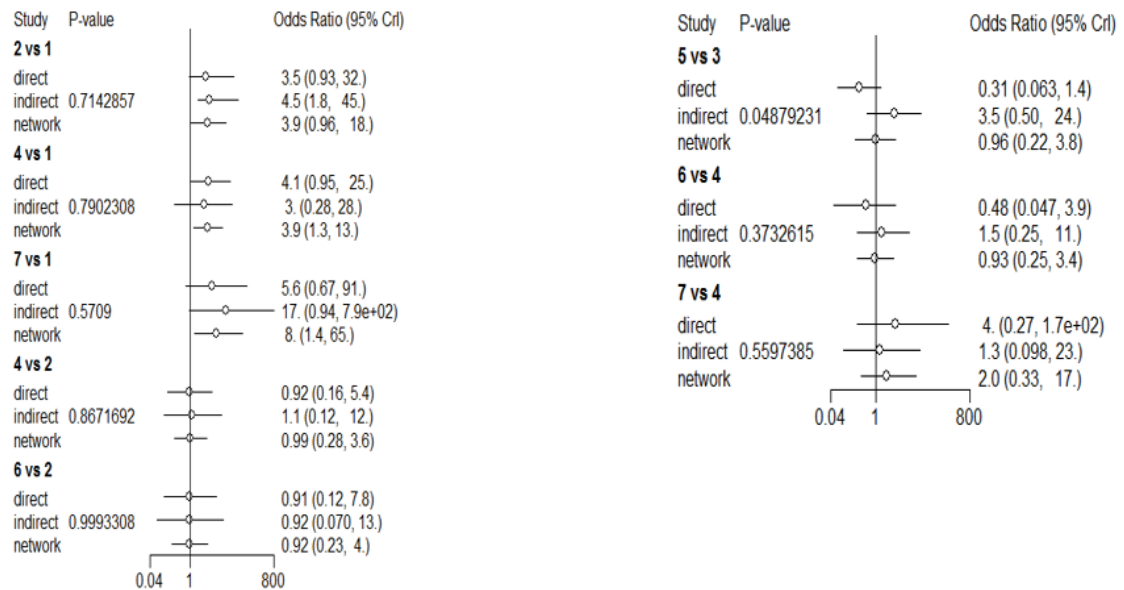 Study P-value Odds Ratio (95% CrI)
2 vs 1
direct 3.5 (0.93, 32.)
indirect 0.7142857 4.5 (1.8, 45.)
network 3.9 (0.96, 18.)
4 vs 1
direct 4.1 (0.95, 25.)
indirect 0.7902308 3. (0.28, 28.)
network 3.9 (1.3, 13.)
7 vs 1
direct 5.6 (0.67, 91.)
indirect 0.5709 17. (0.94, 7.9e+02)
network 8. (1.4, 65.)
4 vs 2
direct 0.92 (0.16, 5.4)
indirect 0.8671692 1.1 (0.12, 12.)
network 0.99 (0.28, 3.6)
6 vs 2
direct 0.91 (0.12, 7.8)
indirect 0.9993308 0.92 (0.070, 13.)
network 0.92 (0.23, 4.)
0.04 1 800
Study P-value Odds Ratio (95% CrI)
5 vs 3
direct 0.31 (0.063, 1.4)
indirect 0.04879231 3.5 (0.50, 24.)
network 0.96 (0.22, 3.8)
6 vs 4
direct 0.48 (0.047, 3.9)
indirect 0.3732615 1.5 (0.25, 11.)
network 0.93 (0.25, 3.4)
7 vs 4
direct 4. (0.27, 1.7e+02)
indirect 0.5597385 1.3 (0.098, 23.)
network 2.0 (0.33, 17.)
0.04 1 800